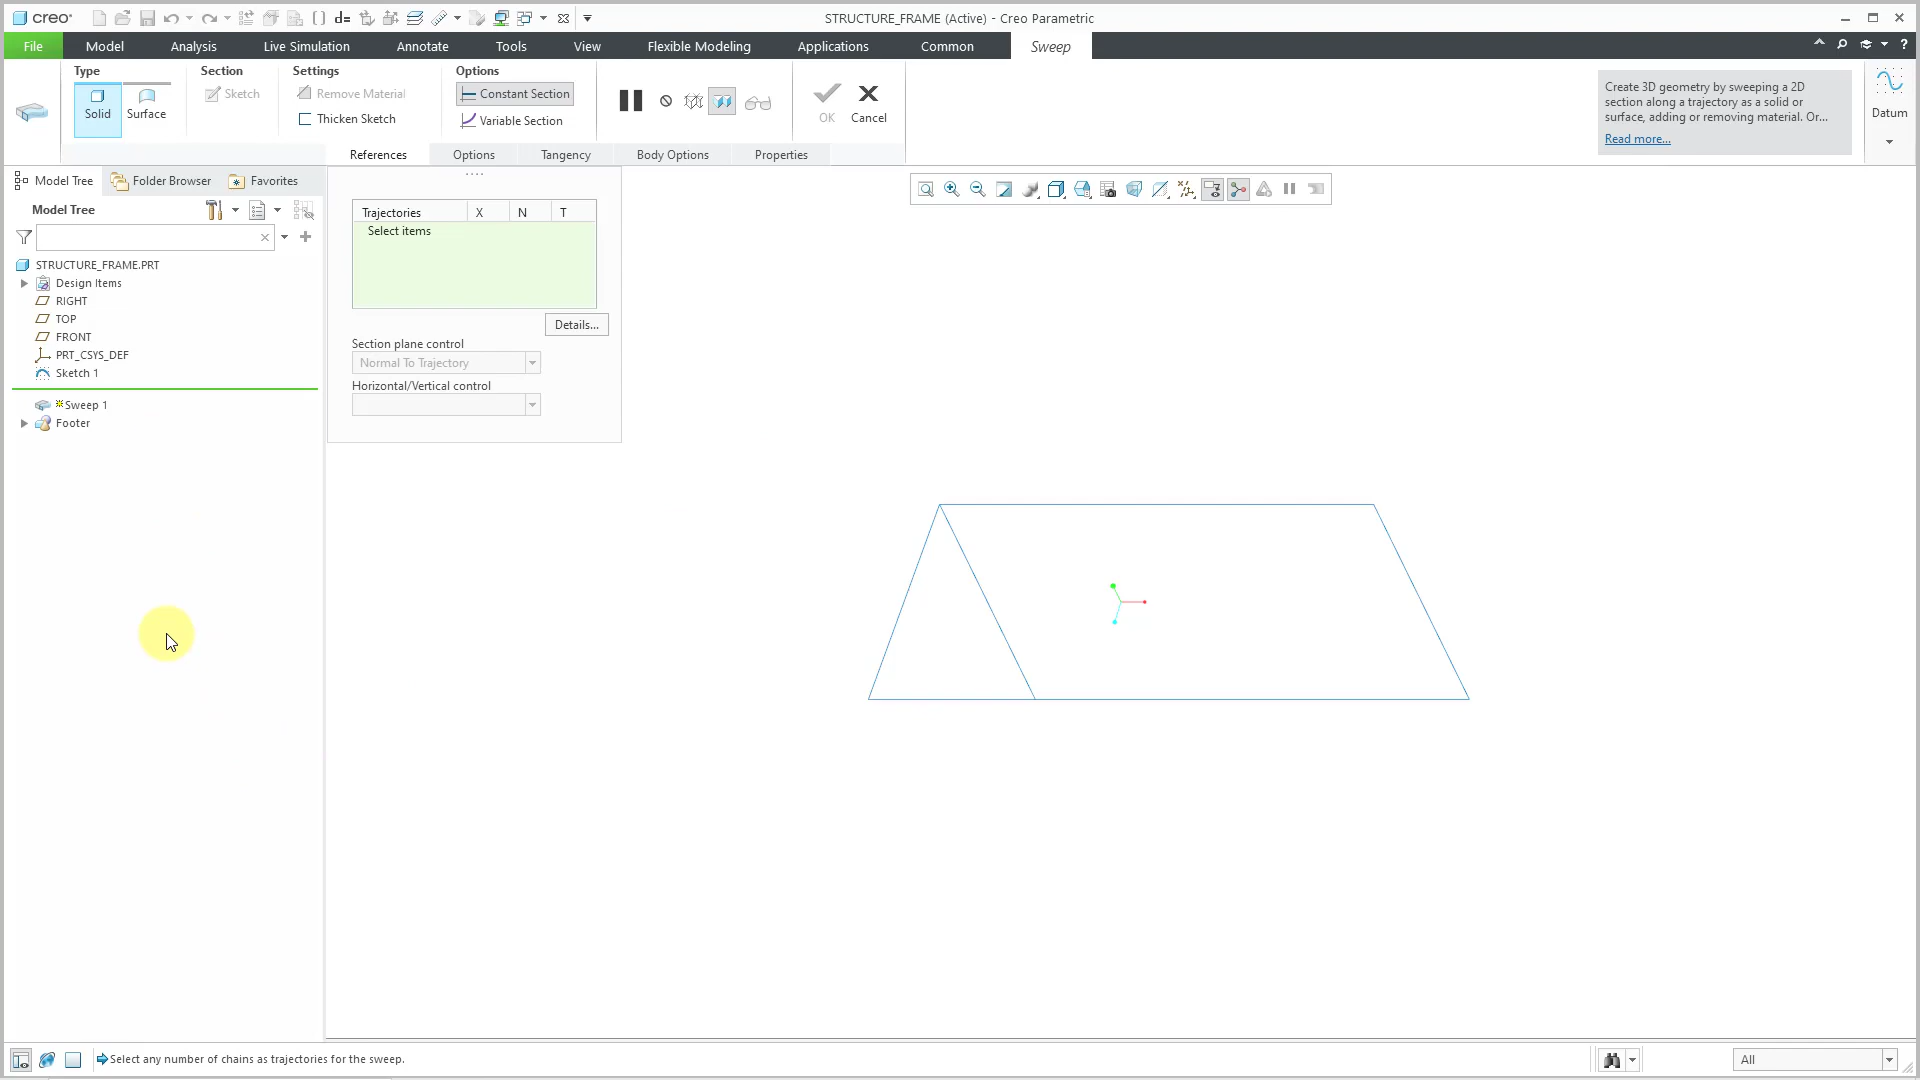 creo
STRUCTURE_FRAME (Active) - Creo Parametric
File
Model
Analysis
Live Simulation
Annotate
Tools
View
Flexible Modeling
Applications
Common
Sweep
Type
Section
Settings
Options
Solid
Surface
Sketch
Remove Material
Thicken Sketch
Constant Section
Variable Section
OK
Cancel
Create 3D geometry by sweeping a 2D
section along a trajectory as a solid or
surface, adding or removing material. Or...
Read more...
Datum
References
Options
Tangency
Body Options
Properties
Model Tree
Folder Browser
Favorites
Model Tree
STRUCTURE_FRAME.PRT
Design Items
RIGHT
TOP
FRONT
PRT_CSYS_DEF
Sketch 1
Sweep 1
Footer
Trajectories X N T
Select items
Details...
Section plane control
Normal To Trajectory
Horizontal/Vertical control
Select any number of chains as trajectories for the sweep.
All